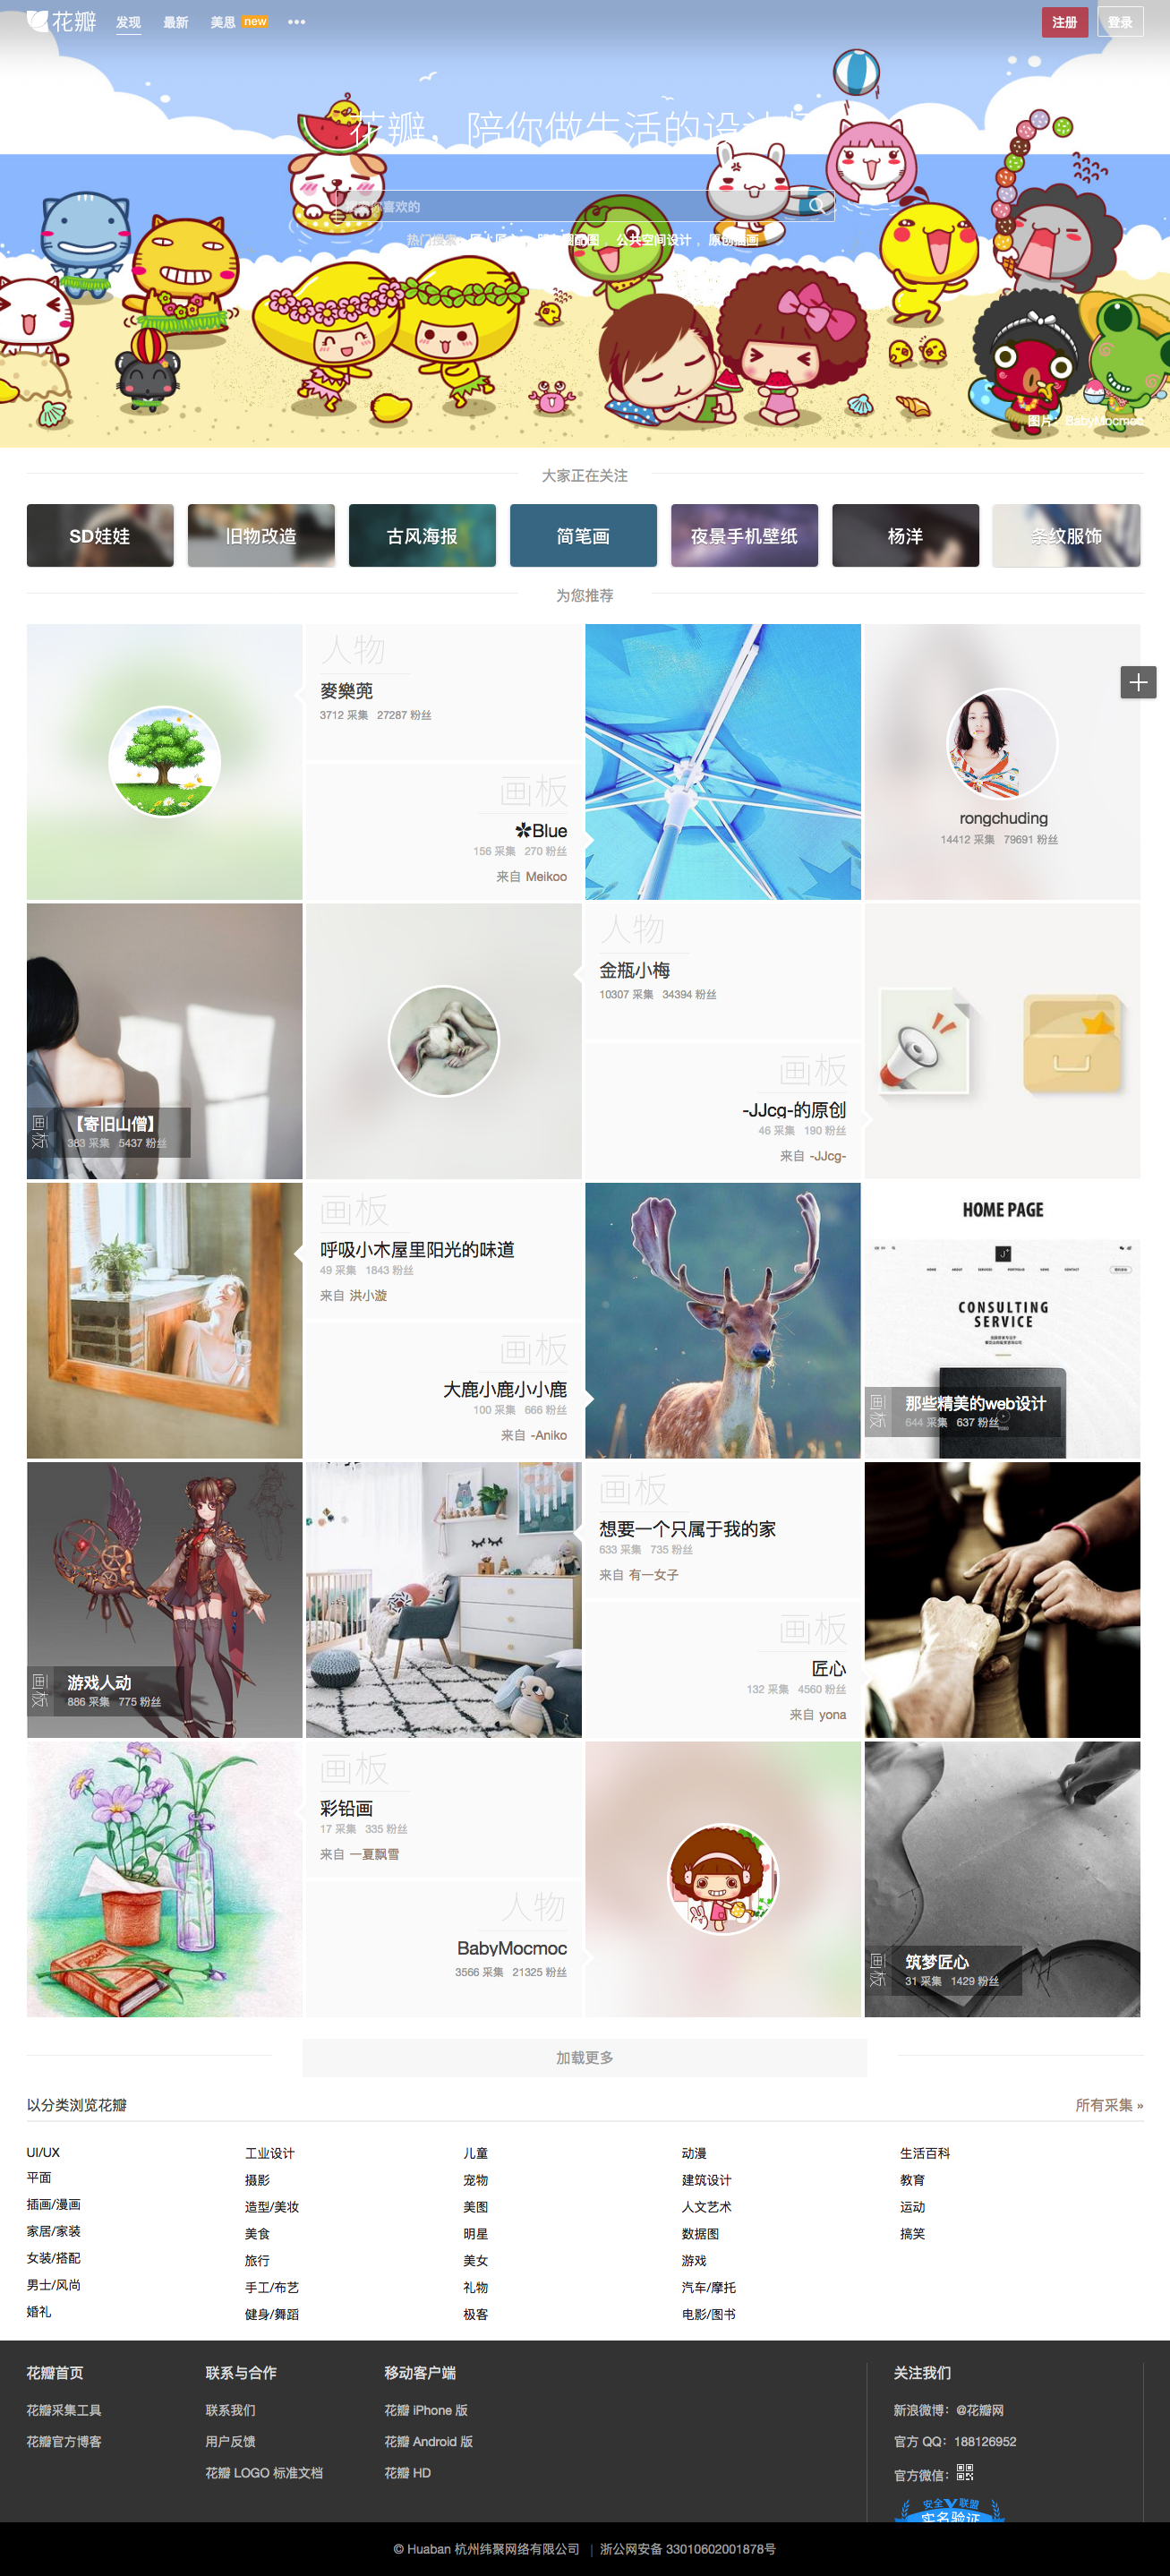 花瓣
发现
最新
美思 new
•••
注册
登录
花瓣，陪你做生活的设计师
热门搜索：
公共空间设计，原创插画
图片：BabyMocmoc
大家正在关注
SD娃娃
旧物改造
古风海报
简笔画
夜景手机壁纸
杨洋
条纹服饰
为您推荐
人物
麥樂蔸
3712 采集 27287 粉丝
画板
✽Blue
156 采集 270 粉丝
来自 Meikoo
rongchuding
14412 采集 79691 粉丝
画板
【寄旧山僧】
383 采集 5437 粉丝
人物
金瓶小梅
10307 采集 34394 粉丝
画板
-JJcg-的原创
46 采集 190 粉丝
来自 -JJcg-
画板
呼吸小木屋里阳光的味道
49 采集 1843 粉丝
来自 洪小漩
画板
大鹿小鹿小小鹿
100 采集 666 粉丝
来自 -Aniko
HOME PAGE
CONSULTING
SERVICE
画板
那些精美的web设计
644 采集 637 粉丝
画板
游戏人动
886 采集 775 粉丝
画板
想要一个只属于我的家
633 采集 735 粉丝
来自 有一女子
画板
匠心
132 采集 4560 粉丝
来自 yona
画板
彩铅画
17 采集 335 粉丝
来自 一夏飘雪
人物
BabyMocmoc
3566 采集 21325 粉丝
画板
筑梦匠心
31 采集 1429 粉丝
加载更多
以分类浏览花瓣
所有采集 »
UI/UX
平面
插画/漫画
家居/家装
女装/搭配
男士/风尚
婚礼
工业设计
摄影
造型/美妆
美食
旅行
手工/布艺
健身/舞蹈
儿童
宠物
美图
明星
美女
礼物
极客
动漫
建筑设计
人文艺术
数据图
游戏
汽车/摩托
电影/图书
生活百科
教育
运动
搞笑
花瓣首页
花瓣采集工具
花瓣官方博客
联系与合作
联系我们
用户反馈
花瓣 LOGO 标准文档
移动客户端
花瓣 iPhone 版
花瓣 Android 版
花瓣 HD
关注我们
新浪微博：@花瓣网
官方 QQ：188126952
官方微信：
安全联盟
实名验证
© Huaban 杭州纬聚网络有限公司 | 浙公网安备 33010602001878号